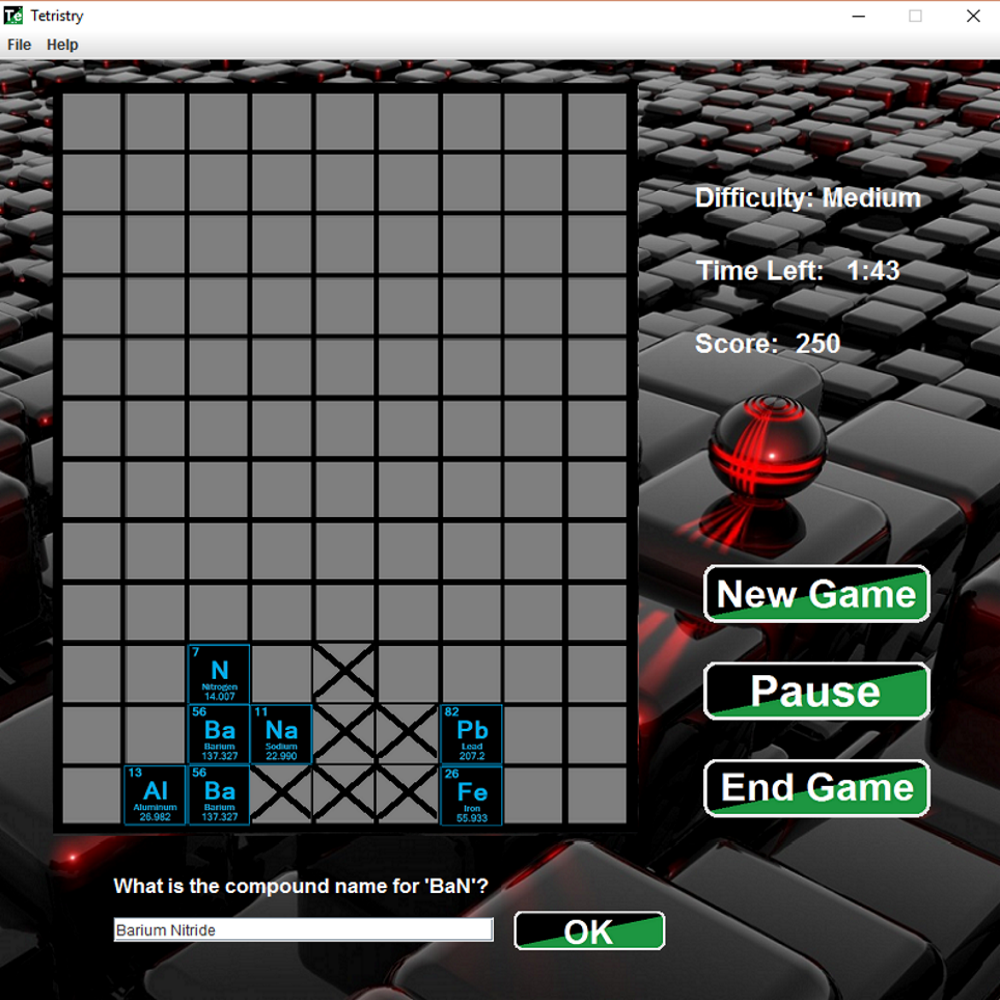 Te Tetristry
File Help
Difficulty: Medium
Time Left: 1:43
Score: 250
New Game
Pause
End Game
7
N
Nitrogen
14.007
56
Ba
Barium
137.327
11
Na
Sodium
22.990
82
Pb
Lead
207.2
13
Al
Aluminum
26.982
56
Ba
Barium
137.327
26
Fe
Iron
55.933
What is the compound name for 'BaN'?
Barium Nitride
OK